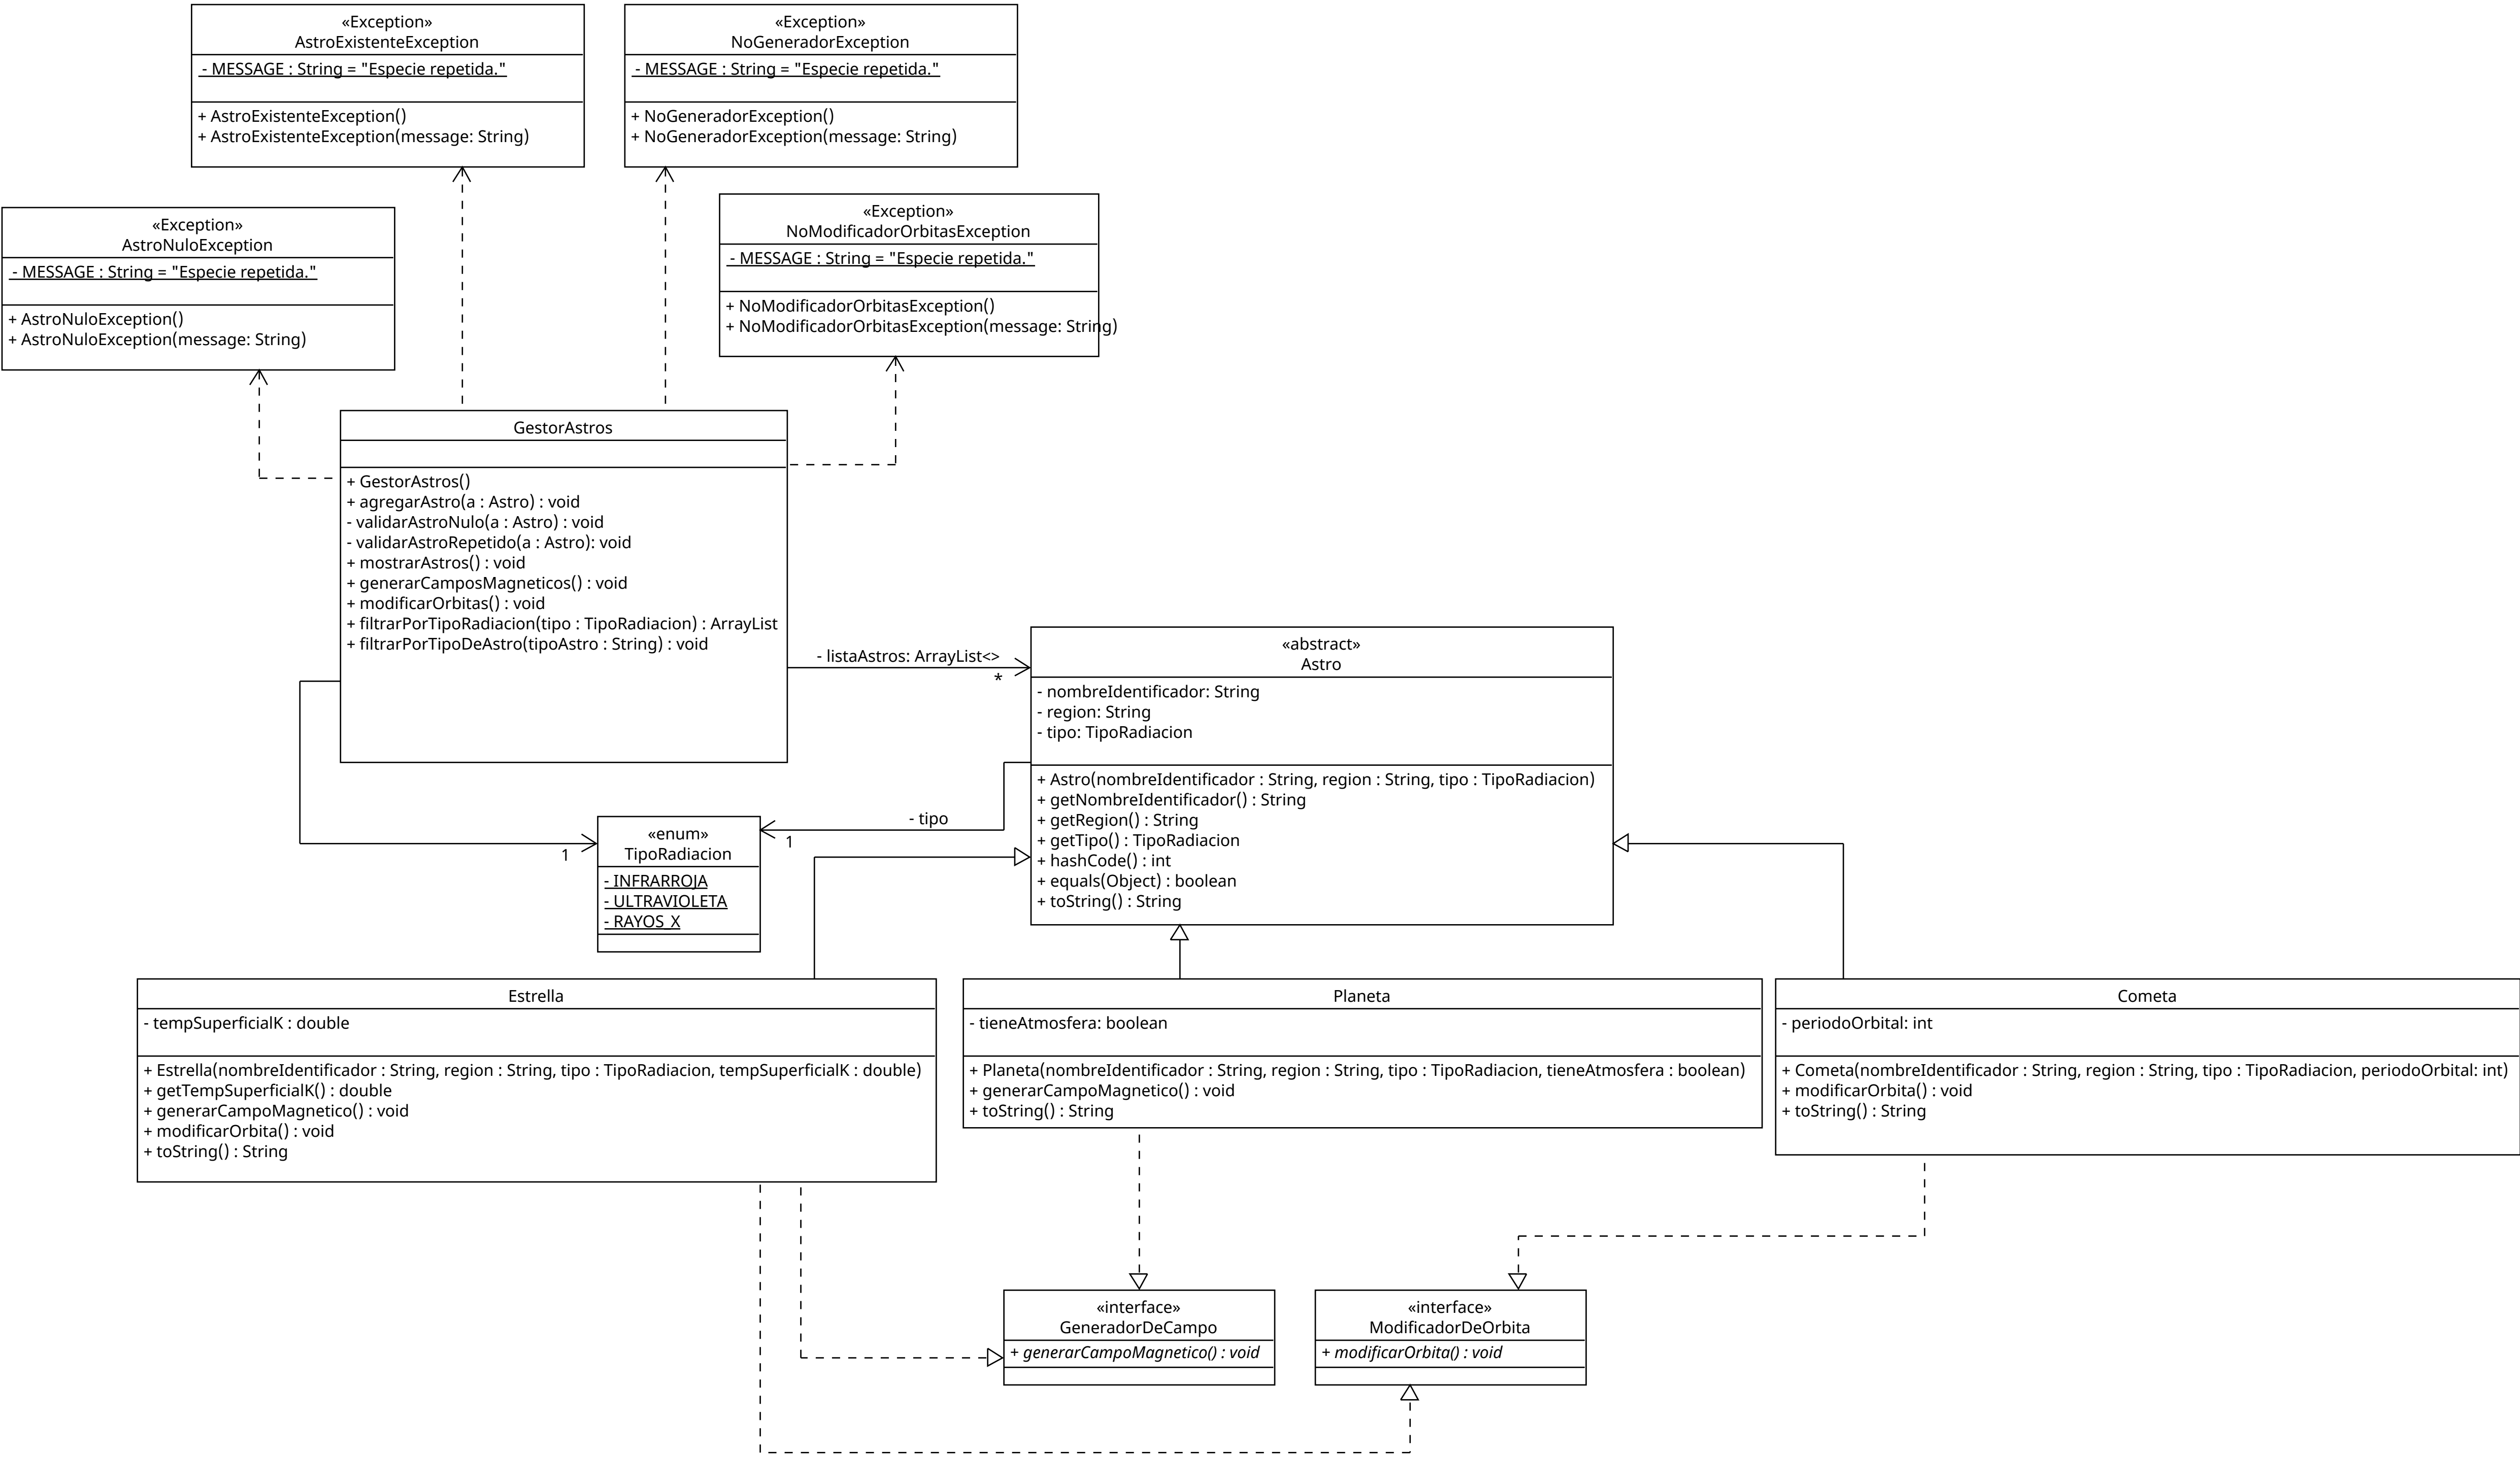 «Exception»
AstroExistenteException
- MESSAGE : String = "Especie repetida."
+ AstroExistenteException()
+ AstroExistenteException(message: String)
«Exception»
NoGeneradorException
- MESSAGE : String = "Especie repetida."
+ NoGeneradorException()
+ NoGeneradorException(message: String)
«Exception»
AstroNuloException
- MESSAGE : String = "Especie repetida."
+ AstroNuloException()
+ AstroNuloException(message: String)
«Exception»
NoModificadorOrbitasException
- MESSAGE : String = "Especie repetida."
+ NoModificadorOrbitasException()
+ NoModificadorOrbitasException(message: String)
GestorAstros
+ GestorAstros()
+ agregarAstro(a : Astro) : void
- validarAstroNulo(a : Astro) : void
- validarAstroRepetido(a : Astro): void
+ mostrarAstros() : void
+ generarCamposMagneticos() : void
+ modificarOrbitas() : void
+ filtrarPorTipoRadiacion(tipo : TipoRadiacion) : ArrayList
+ filtrarPorTipoDeAstro(tipoAstro : String) : void
- listaAstros: ArrayList<>
*
«abstract»
Astro
- nombreIdentificador: String
- region: String
- tipo: TipoRadiacion
+ Astro(nombreIdentificador : String, region : String, tipo : TipoRadiacion)
+ getNombreIdentificador() : String
+ getRegion() : String
+ getTipo() : TipoRadiacion
+ hashCode() : int
+ equals(Object) : boolean
+ toString() : String
- tipo
1
1
«enum»
TipoRadiacion
- INFRARROJA
- ULTRAVIOLETA
- RAYOS_X
Estrella
- tempSuperficialK : double
+ Estrella(nombreIdentificador : String, region : String, tipo : TipoRadiacion, tempSuperficialK : double)
+ getTempSuperficialK() : double
+ generarCampoMagnetico() : void
+ modificarOrbita() : void
+ toString() : String
Planeta
- tieneAtmosfera: boolean
+ Planeta(nombreIdentificador : String, region : String, tipo : TipoRadiacion, tieneAtmosfera : boolean)
+ generarCampoMagnetico() : void
+ toString() : String
Cometa
- periodoOrbital: int
+ Cometa(nombreIdentificador : String, region : String, tipo : TipoRadiacion, periodoOrbital: int)
+ modificarOrbita() : void
+ toString() : String
«interface»
GeneradorDeCampo
+ generarCampoMagnetico() : void
«interface»
ModificadorDeOrbita
+ modificarOrbita() : void